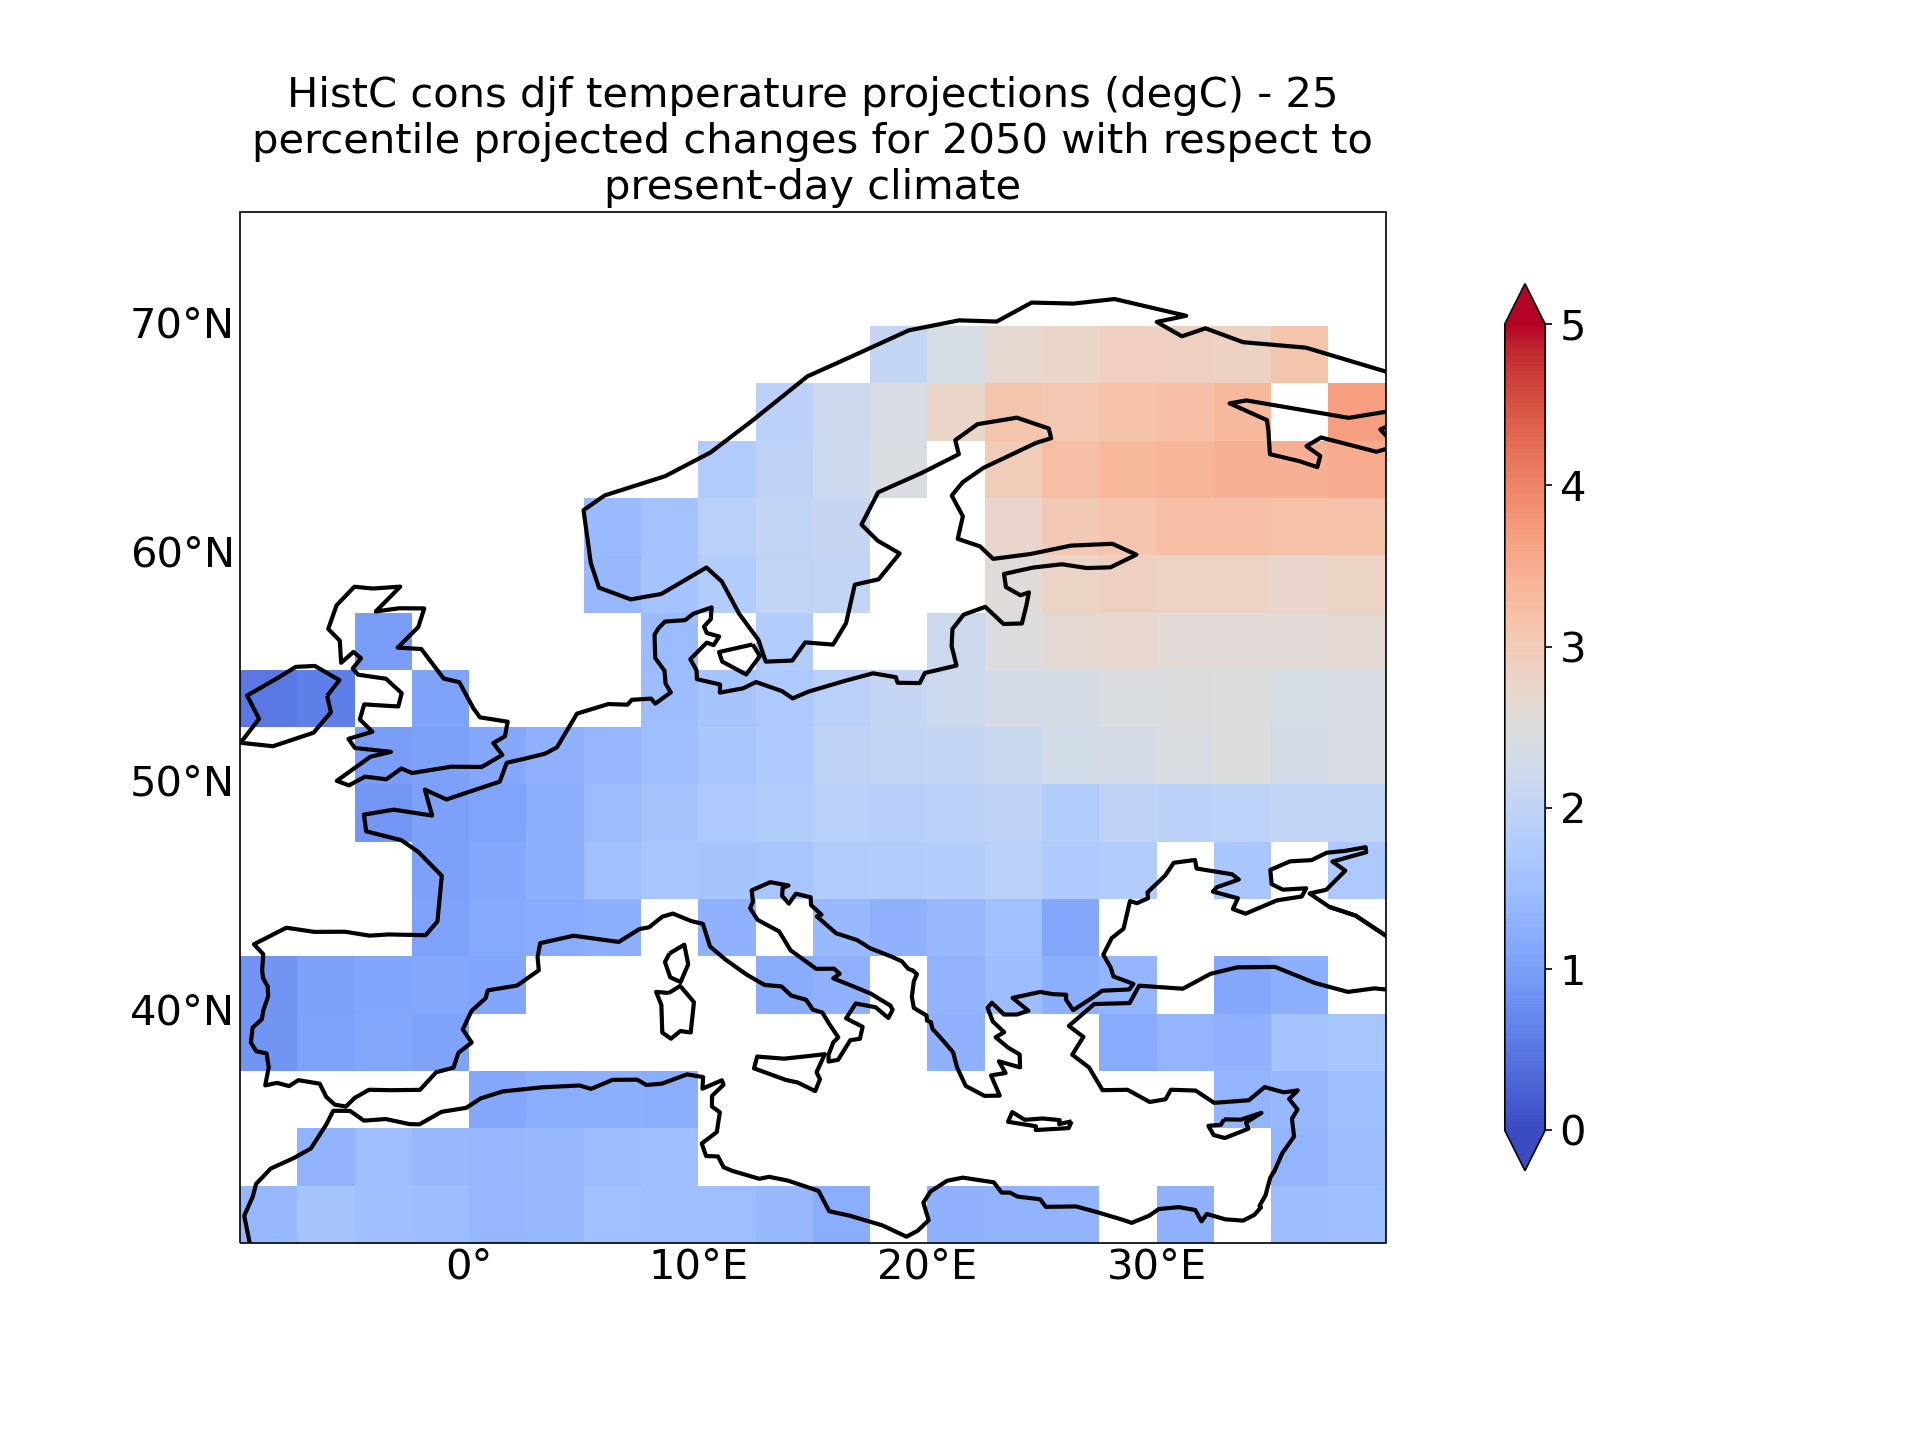 HistC cons djf temperature projections (degC) - 25
percentile projected changes for 2050 with respect to
present-day climate
70°N
60°N
50°N
40°N
0°
10°E
20°E
30°E
5
4
3
2
1
0